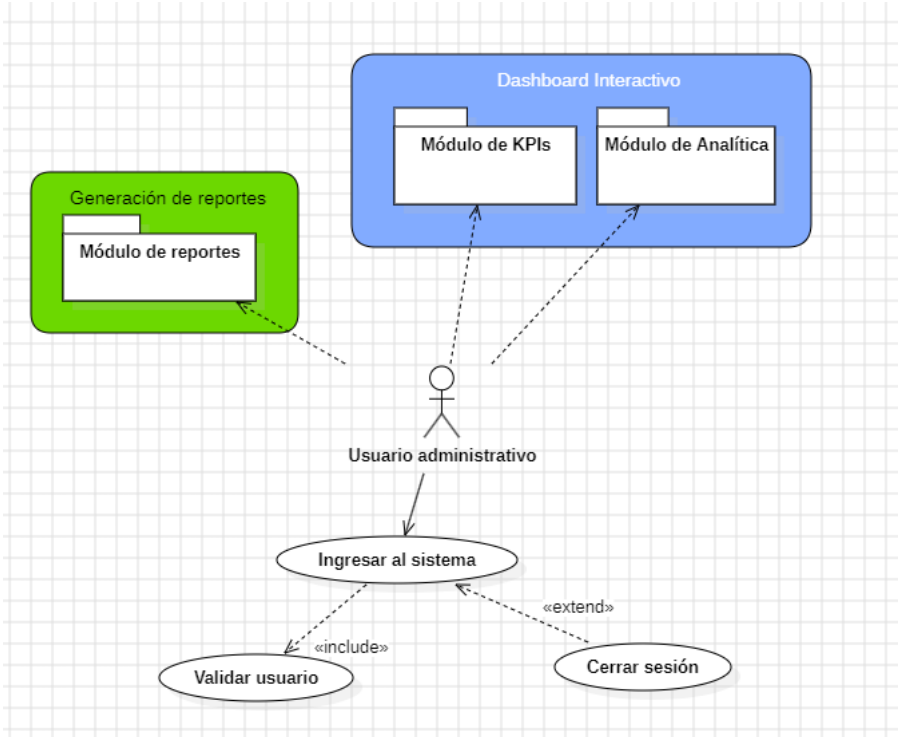 Dashboard Interactivo
Módulo de KPIs
Módulo de Analítica
Generación de reportes
Módulo de reportes
Usuario administrativo
Ingresar al sistema
«extend»
«include»
Cerrar sesión
Validar usuario